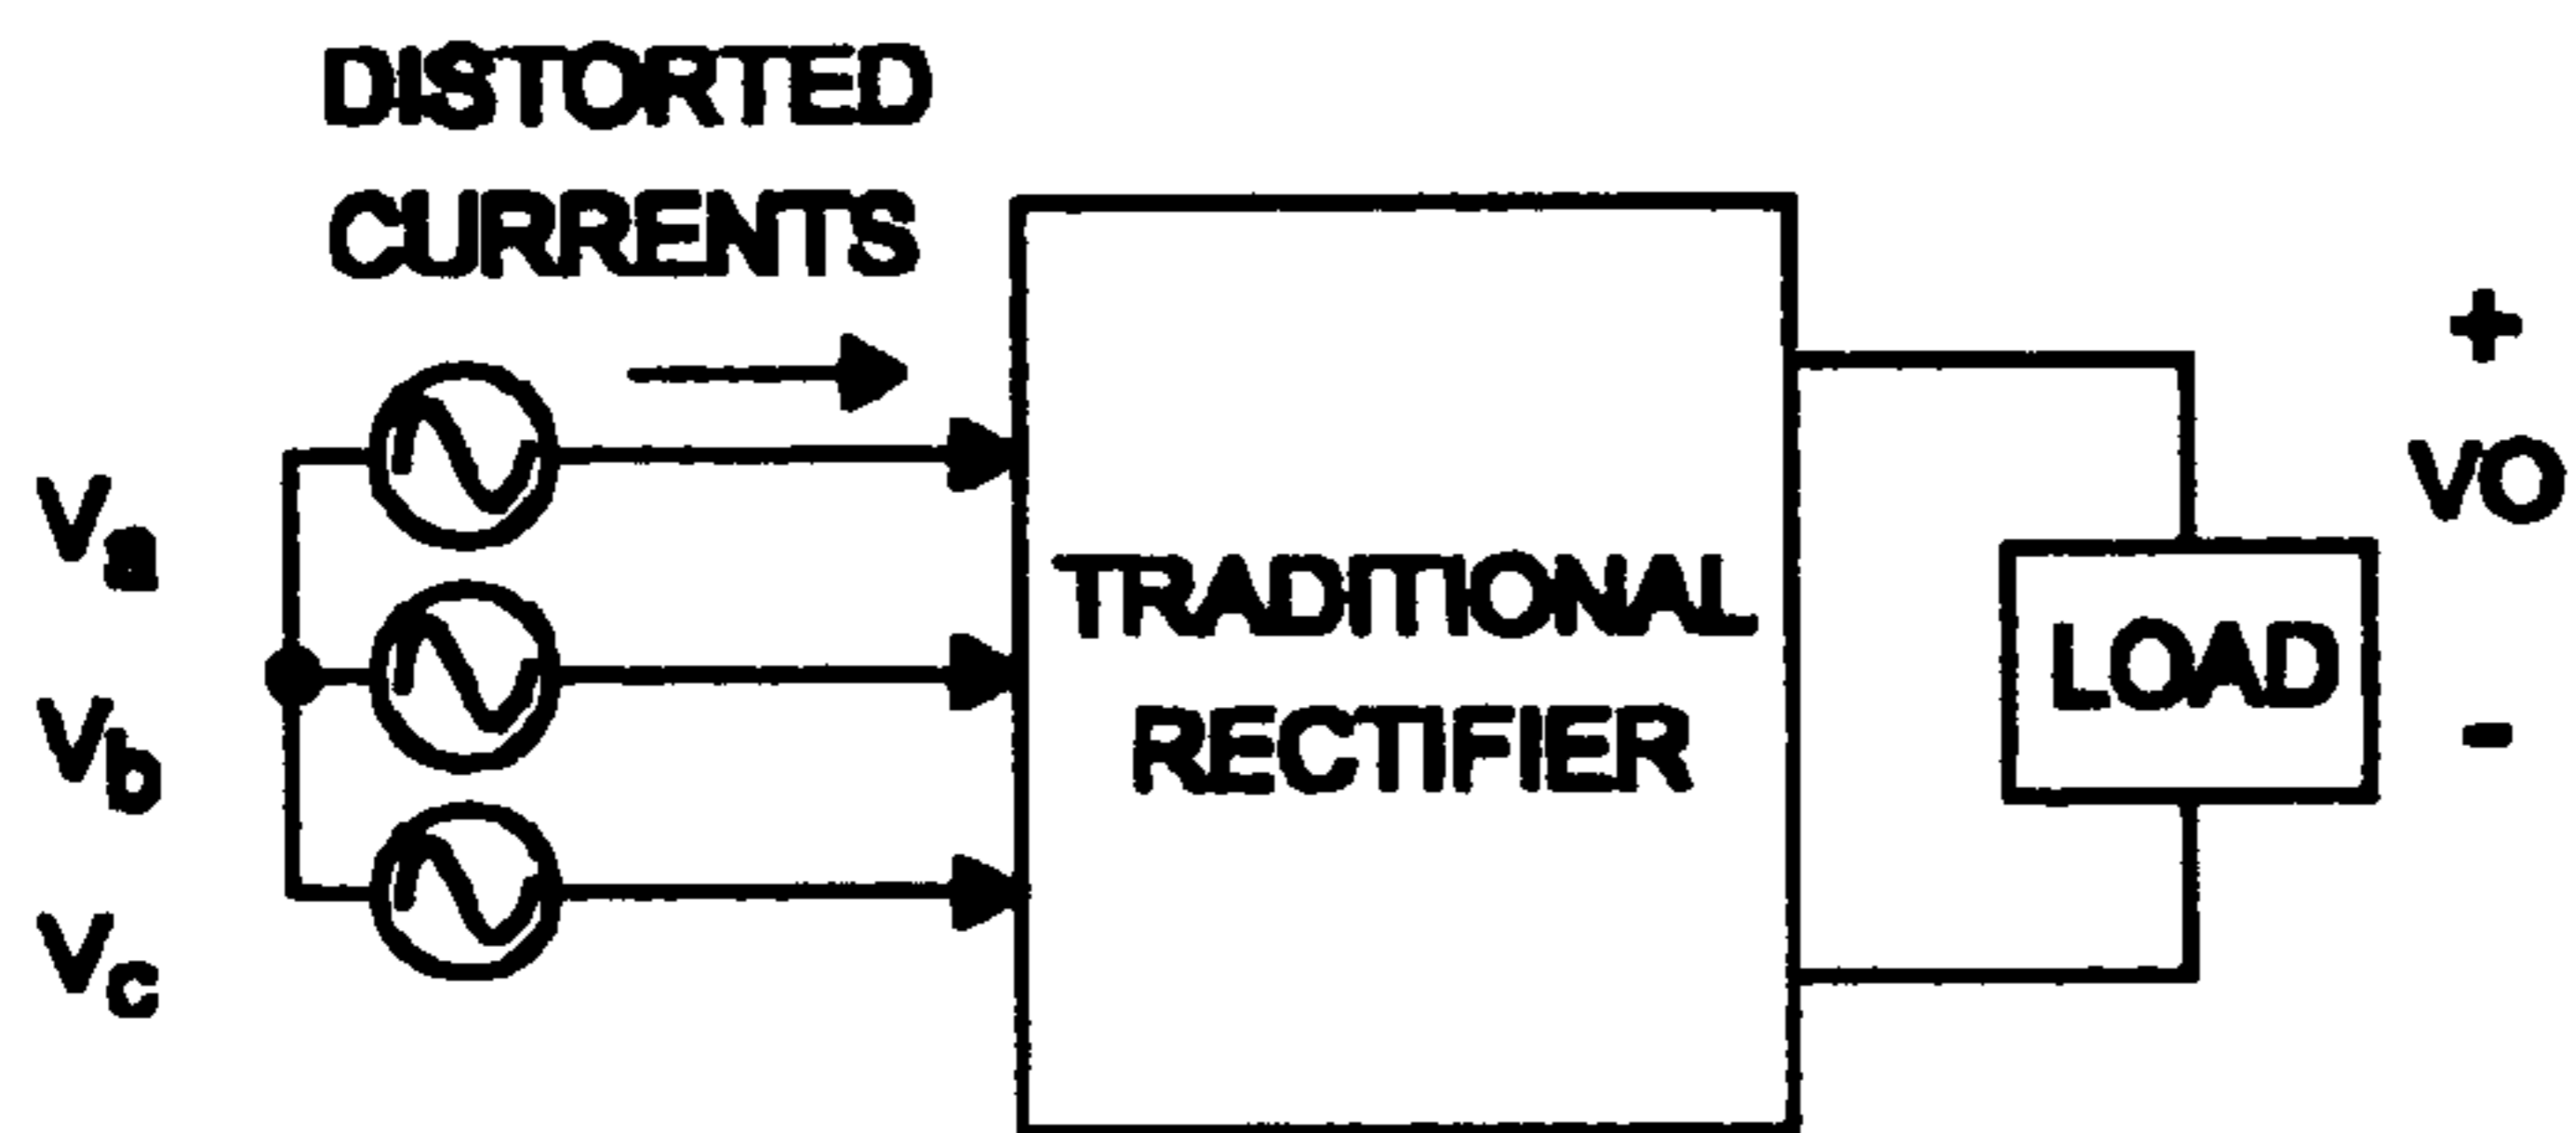 DISTORTED
CURRENTS
Va
Vb
Vc
TRADITIONAL
RECTIFIER
LOAD
+
VO
-